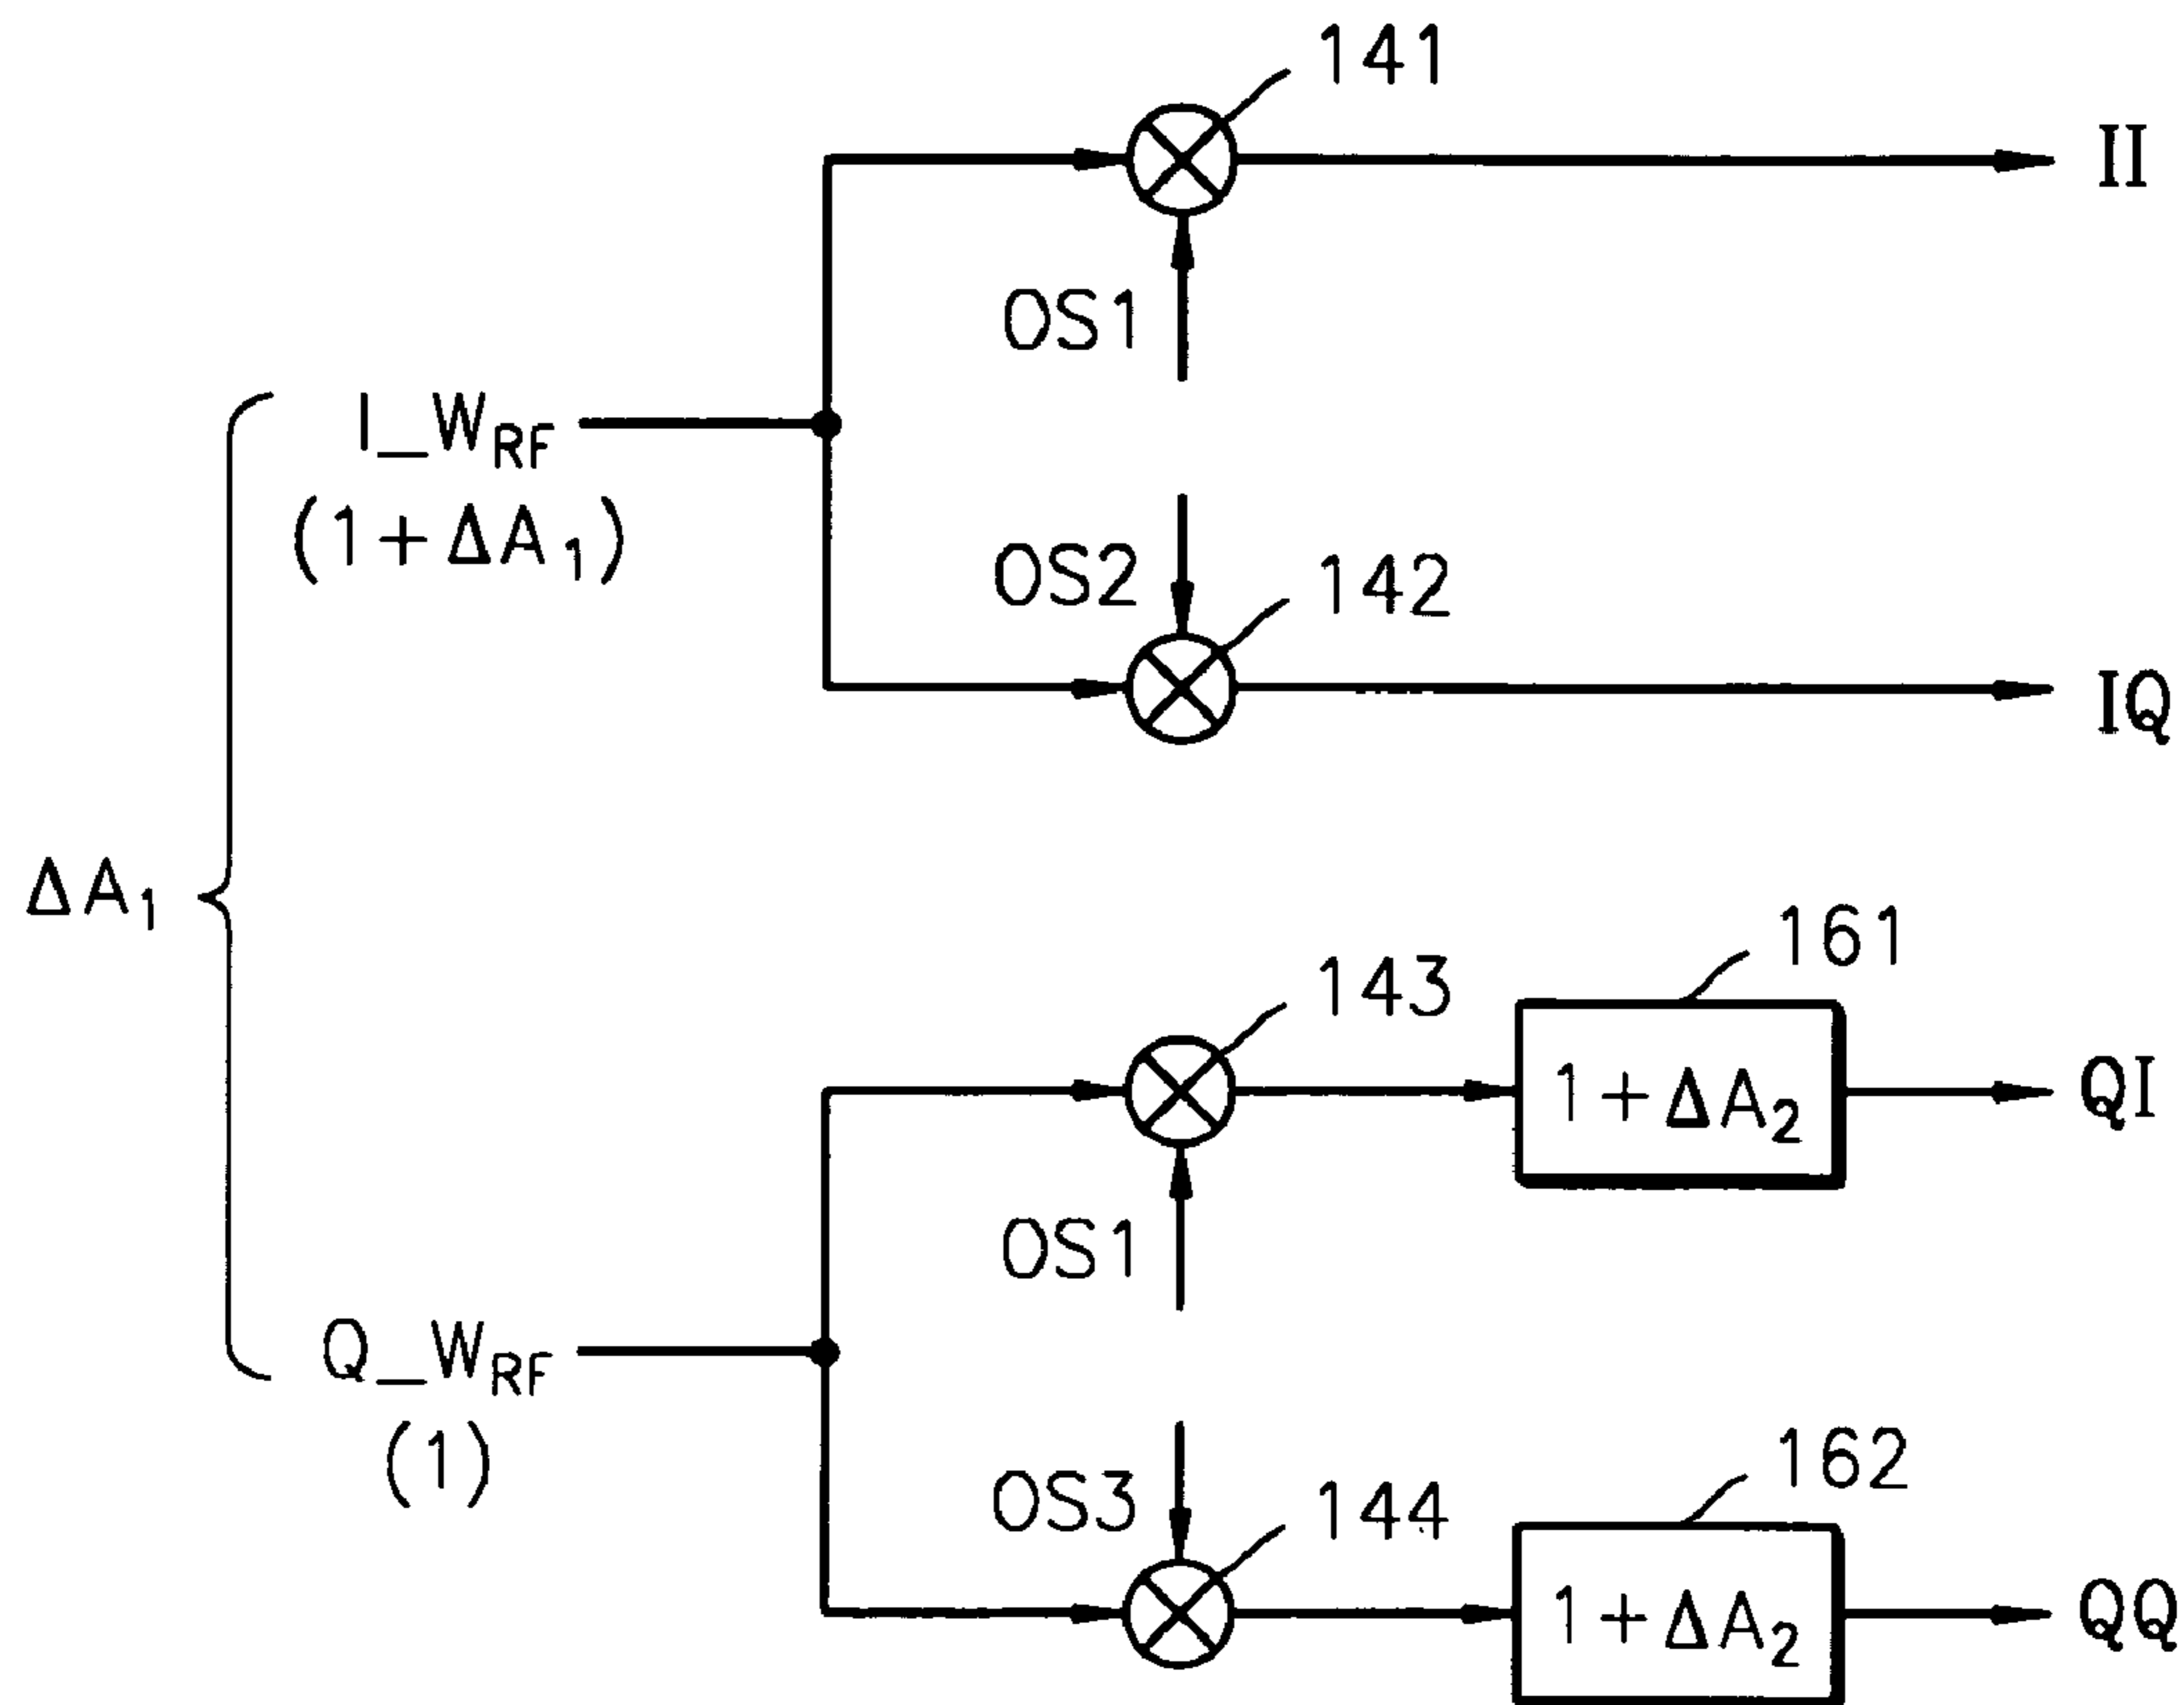 141
II
OS1
I_W_RF
(1+ΔA₁)
OS2
142
IQ
ΔA₁
161
143
1+ΔA₂
QI
OS1
Q_W_RF
(1)
162
OS3
144
1+ΔA₂
QQ